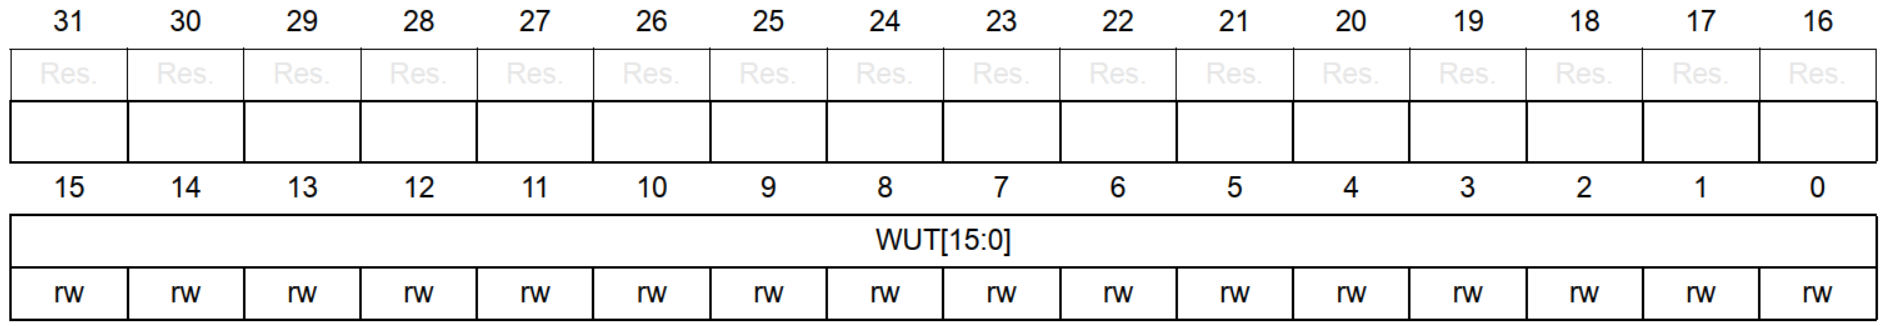 31 30 29 28 27 26 25 24 23 22 21 20 19 18 17 16
Res. Res. Res. Res. Res. Res. Res. Res. Res. Res. Res. Res. Res. Res. Res. Res.
15 14 13 12 11 10 9 8 7 6 5 4 3 2 1 0
WUT[15:0]
rw rw rw rw rw rw rw rw rw rw rw rw rw rw rw rw